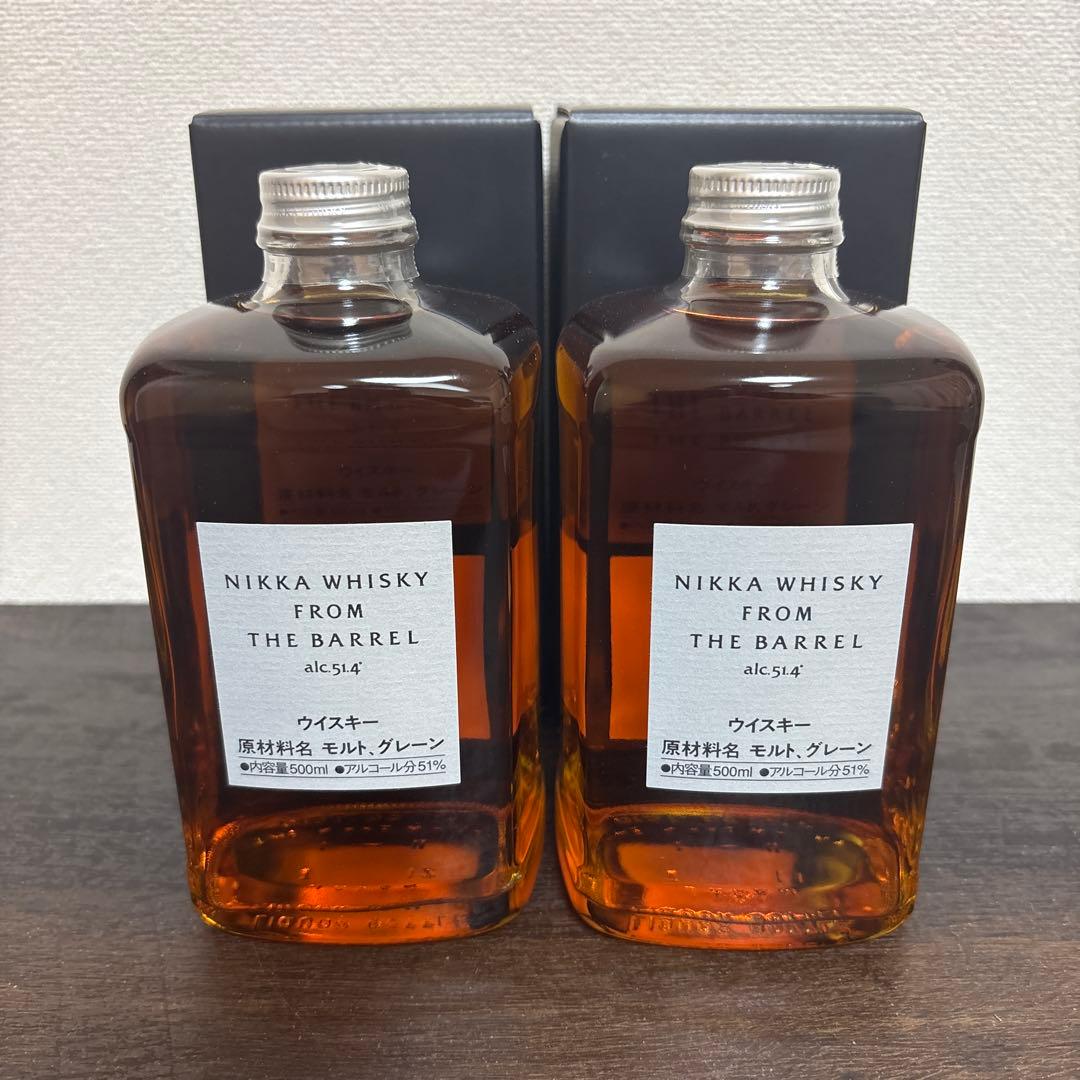 NIKKA WHISKY
FROM
THE BARREL
alc.51.4°
ウイスキー
原材料名 モルト、グレーン
●内容量500ml ●アルコール分51%
NIKKA WHISKY
FROM
THE BARREL
alc.51.4°
ウイスキー
原材料名 モルト、グレーン
●内容量500ml ●アルコール分51%